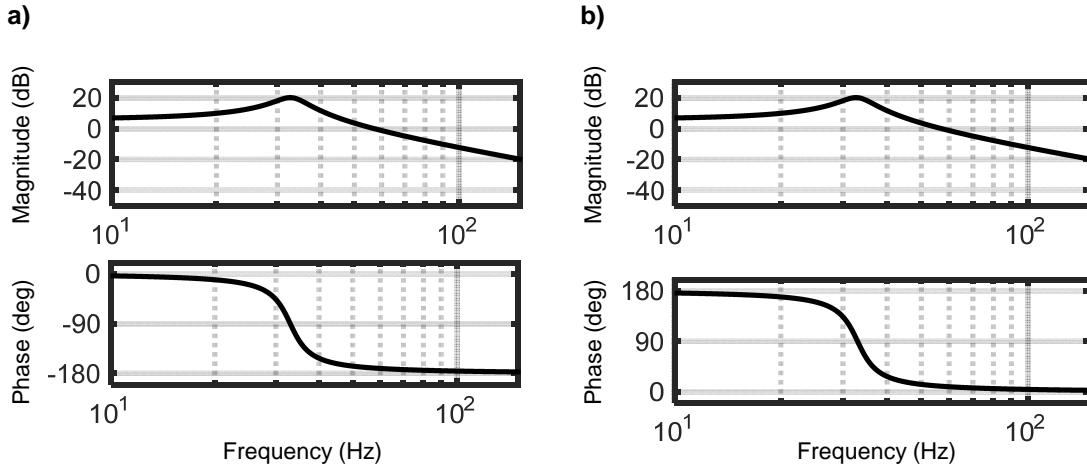 a)
Magnitude (dB)
20
0
-20
-40
10^1
10^2
Phase (deg)
0
-90
-180
10^1
10^2
Frequency (Hz)
b)
Magnitude (dB)
20
0
-20
-40
10^1
10^2
Phase (deg)
180
90
0
10^1
10^2
Frequency (Hz)